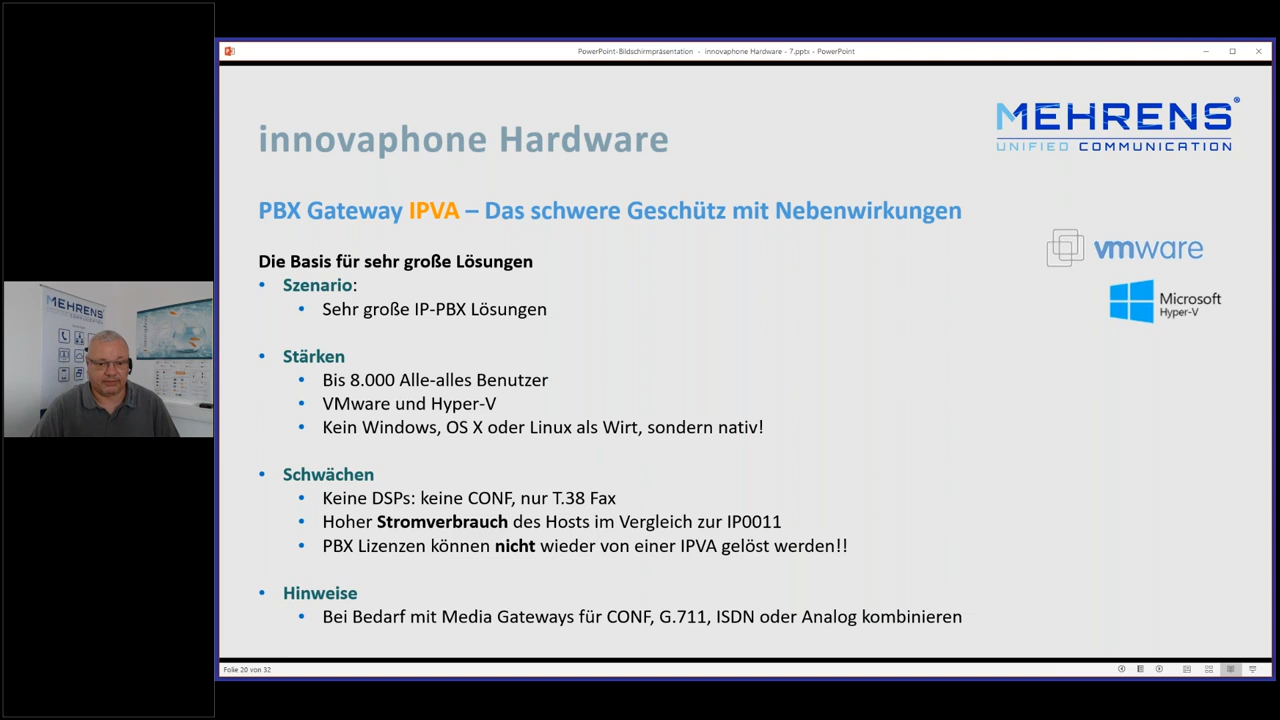 PowerPoint-Bildschirmpräsentation - innovaphone Hardware - 7.pptx - PowerPoint
MEHRENS®
UNIFIED COMMUNICATION
innovaphone Hardware
PBX Gateway IPVA – Das schwere Geschütz mit Nebenwirkungen
vmware
Microsoft
Hyper-V
Die Basis für sehr große Lösungen
• Szenario:
• Sehr große IP-PBX Lösungen
• Stärken
• Bis 8.000 Alle-alles Benutzer
• VMware und Hyper-V
• Kein Windows, OS X oder Linux als Wirt, sondern nativ!
• Schwächen
• Keine DSPs: keine CONF, nur T.38 Fax
• Hoher Stromverbrauch des Hosts im Vergleich zur IP0011
• PBX Lizenzen können nicht wieder von einer IPVA gelöst werden!!
• Hinweise
• Bei Bedarf mit Media Gateways für CONF, G.711, ISDN oder Analog kombinieren
Folie 20 von 32
MEHRENS